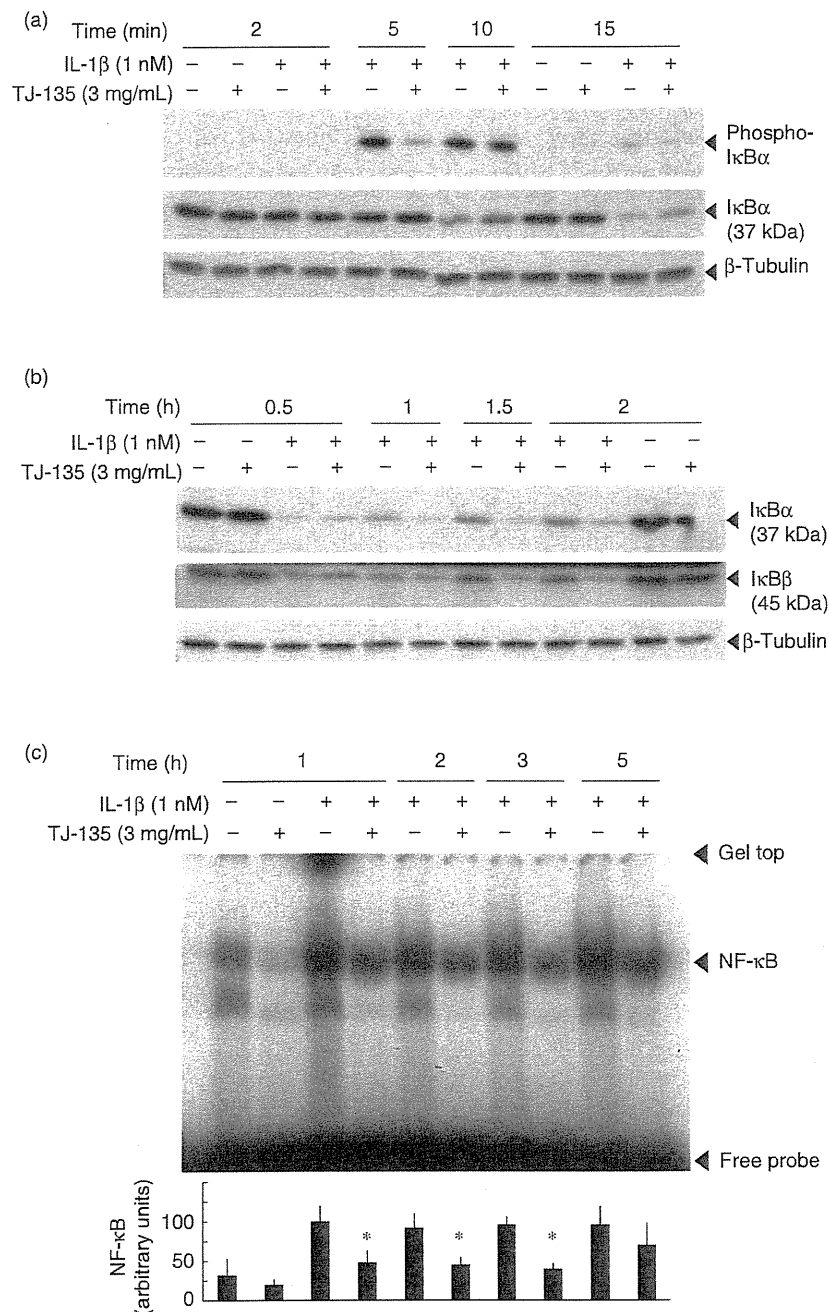 (a)
Time (min) 2 5 10 15
IL-1β (1 nM) – – + + + + + + – – + +
TJ-135 (3 mg/mL) – + – + – + – + – + – +
Phospho-
IκBα
IκBα
(37 kDa)
β-Tubulin
(b)
Time (h) 0.5 1 1.5 2
IL-1β (1 nM) – – + + + + + + + + – –
TJ-135 (3 mg/mL) – + – + – + – + – + – +
IκBα
(37 kDa)
IκBβ
(45 kDa)
β-Tubulin
(c)
Time (h) 1 2 3 5
IL-1β (1 nM) – – + + + + + + + +
TJ-135 (3 mg/mL) – + – + – + – + – +
Gel top
NF-κB
Free probe
NF-κB
(arbitrary units)
100
50
0
* * *